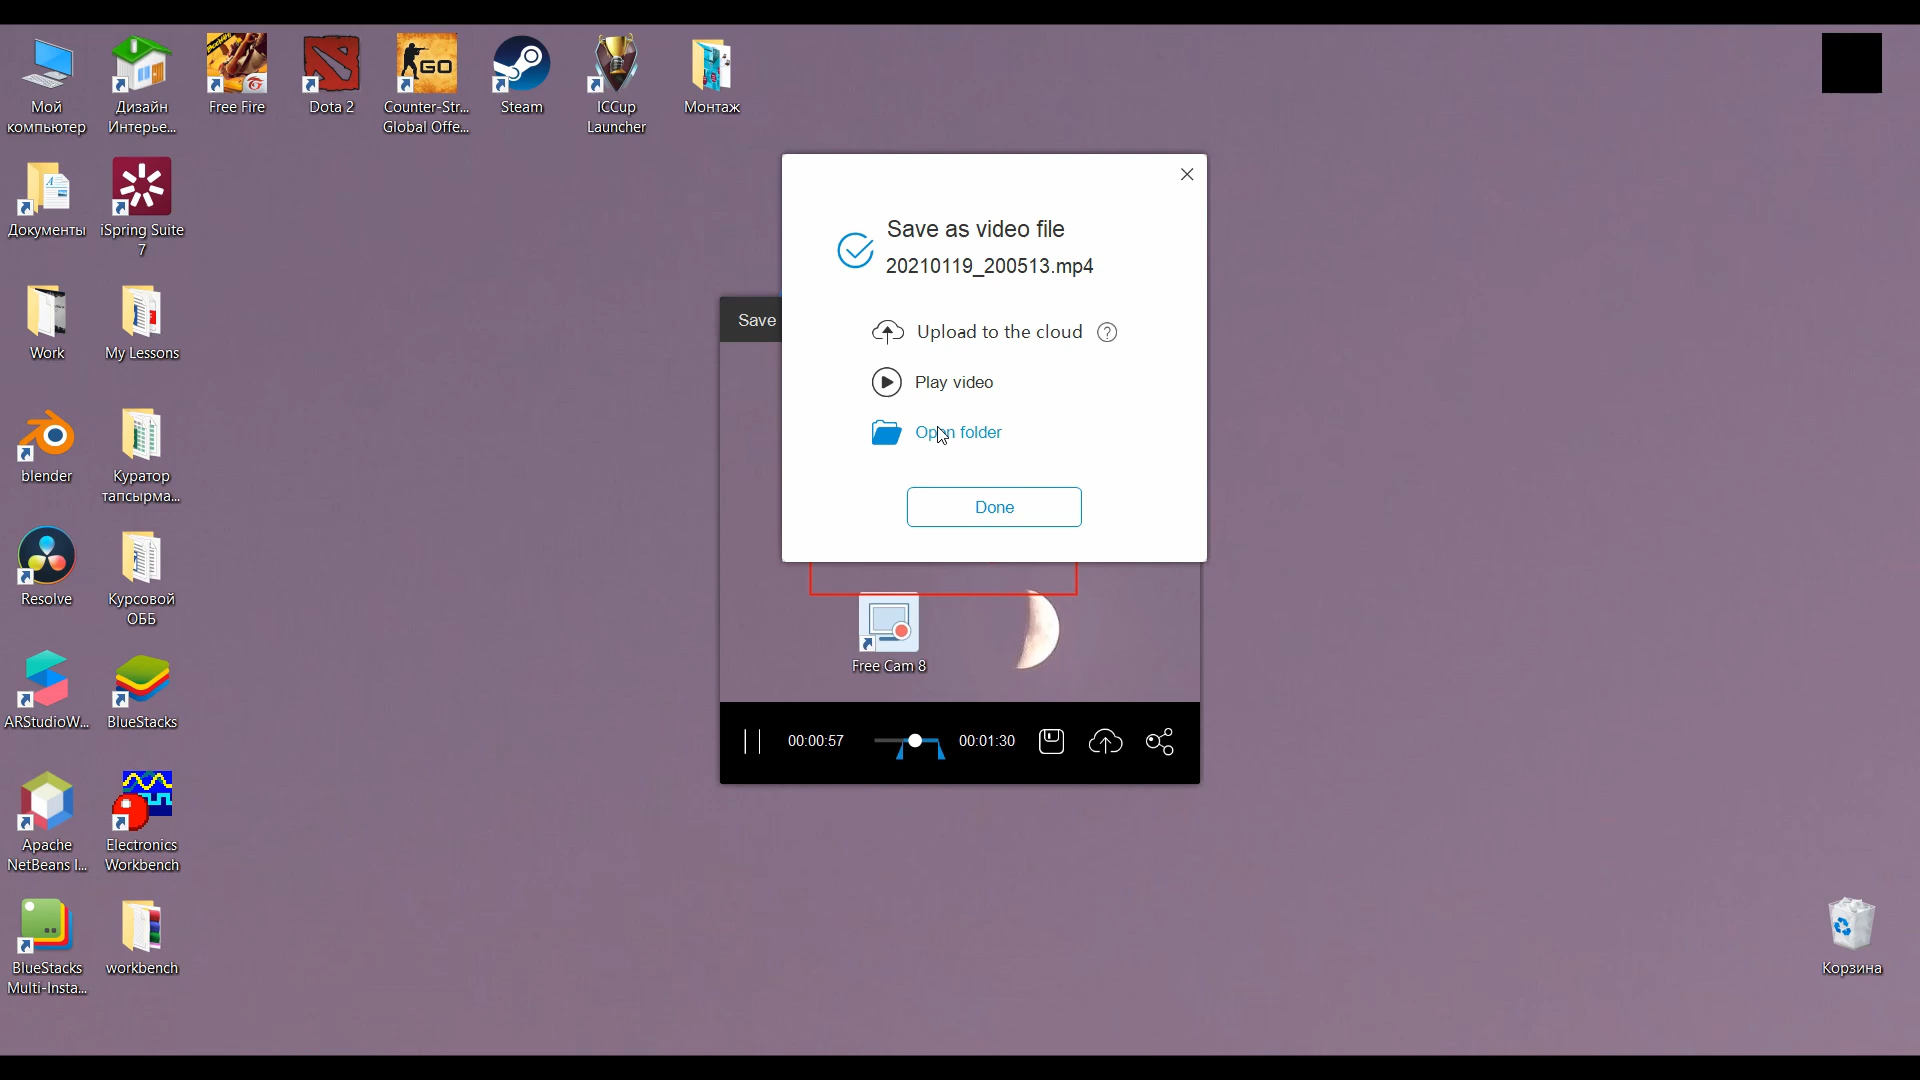 Мой
компьютер
Дизайн
Интерье...
Free Fire
Dota 2
Counter-Str...
Global Offe...
Steam
ICCup
Launcher
Монтаж
Документы
iSpring Suite
7
Work
My Lessons
blender
Куратор
тапсырма...
Resolve
Курсовой
ОББ
ARStudioW...
BlueStacks
Apache
NetBeans I...
Electronics
Workbench
BlueStacks
Multi-Insta...
workbench
Корзина
Save as video file
20210119_200513.mp4
Save
Upload to the cloud ?
Play video
Open folder
Done
Free Cam 8
00:00:57
00:01:30
GO